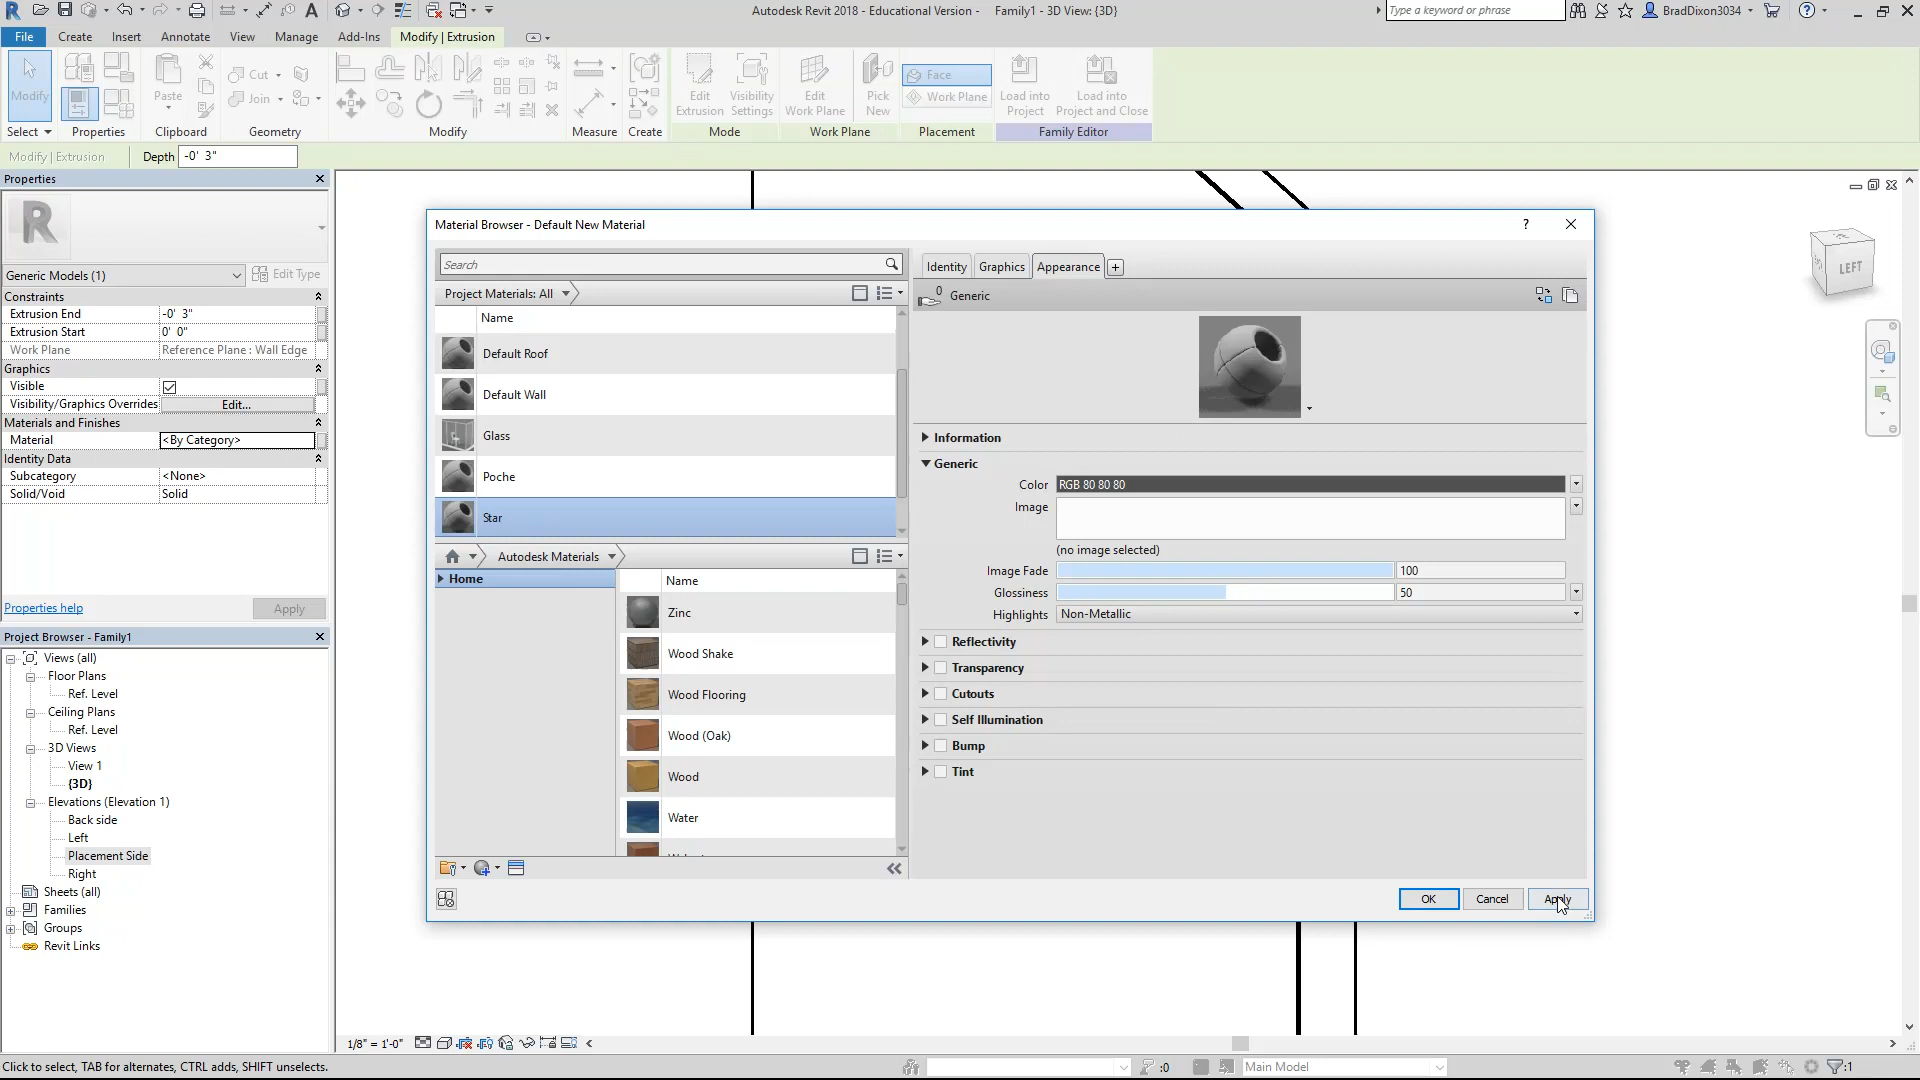 Autodesk Revit 2018 - Educational Version - Family1 - 3D View: {3D}
Type a keyword or phrase
BradDixon3034
File Create Insert Annotate View Manage Add-Ins Modify | Extrusion
Modify
Paste
Cut
Join
Edit Extrusion
Visibility Settings
Edit Work Plane
Pick New
Face
Work Plane
Load into Project
Load into Project and Close
Select Properties Clipboard Geometry Modify Measure Create Mode Work Plane Placement Family Editor
Modify | Extrusion Depth -0' 3"
Properties
Generic Models (1) Edit Type
Constraints
Extrusion End -0' 3"
Extrusion Start 0' 0"
Work Plane Reference Plane : Wall Edge
Graphics
Visible
Visibility/Graphics Overrides Edit...
Materials and Finishes
Material <By Category>
Identity Data
Subcategory <None>
Solid/Void Solid
Properties help Apply
Project Browser - Family1
Views (all)
Floor Plans
Ref. Level
Ceiling Plans
Ref. Level
3D Views
View 1
{3D}
Elevations (Elevation 1)
Back side
Left
Placement Side
Right
Sheets (all)
Families
Groups
Revit Links
Material Browser - Default New Material
Search
Project Materials: All
Name
Default Roof
Default Wall
Glass
Poche
Star
Autodesk Materials
Home
Name
Zinc
Wood Shake
Wood Flooring
Wood (Oak)
Wood
Water
Identity Graphics Appearance
0 Generic
Information
Generic
Color RGB 80 80 80
Image
(no image selected)
Image Fade 100
Glossiness 50
Highlights Non-Metallic
Reflectivity
Transparency
Cutouts
Self Illumination
Bump
Tint
OK Cancel Apply
LEFT
1/8" = 1'-0"
Click to select, TAB for alternates, CTRL adds, SHIFT unselects.
:0
Main Model
:1